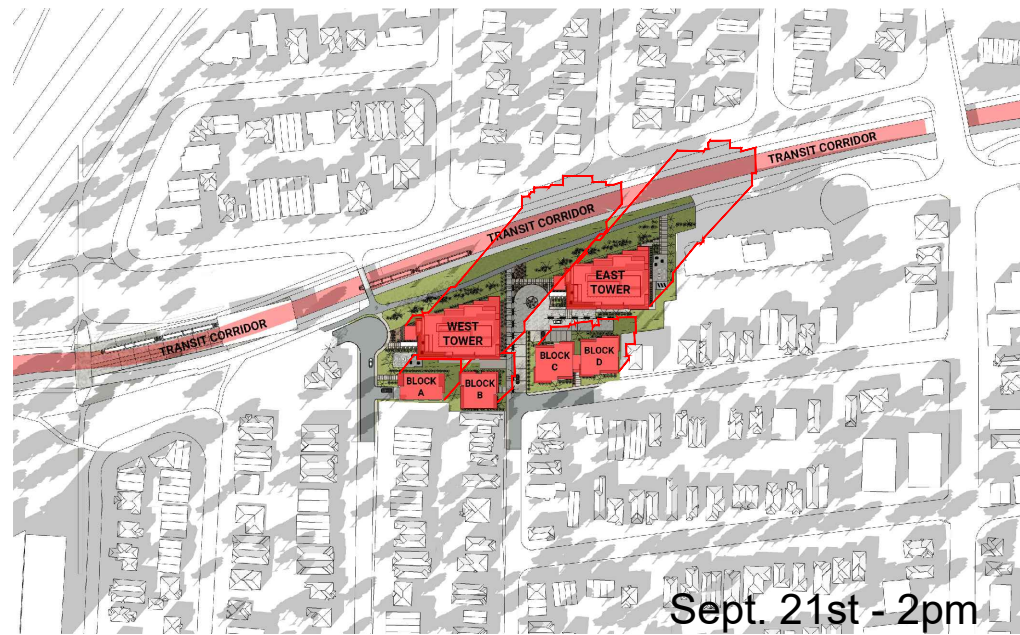 TRANSIT CORRIDOR
TRANSIT CORRIDOR
EAST
TOWER
WEST
TOWER
TRANSIT CORRIDOR
BLOCK
C
BLOCK
D
BLOCK
A
BLOCK
B
Sept. 21st - 2pm